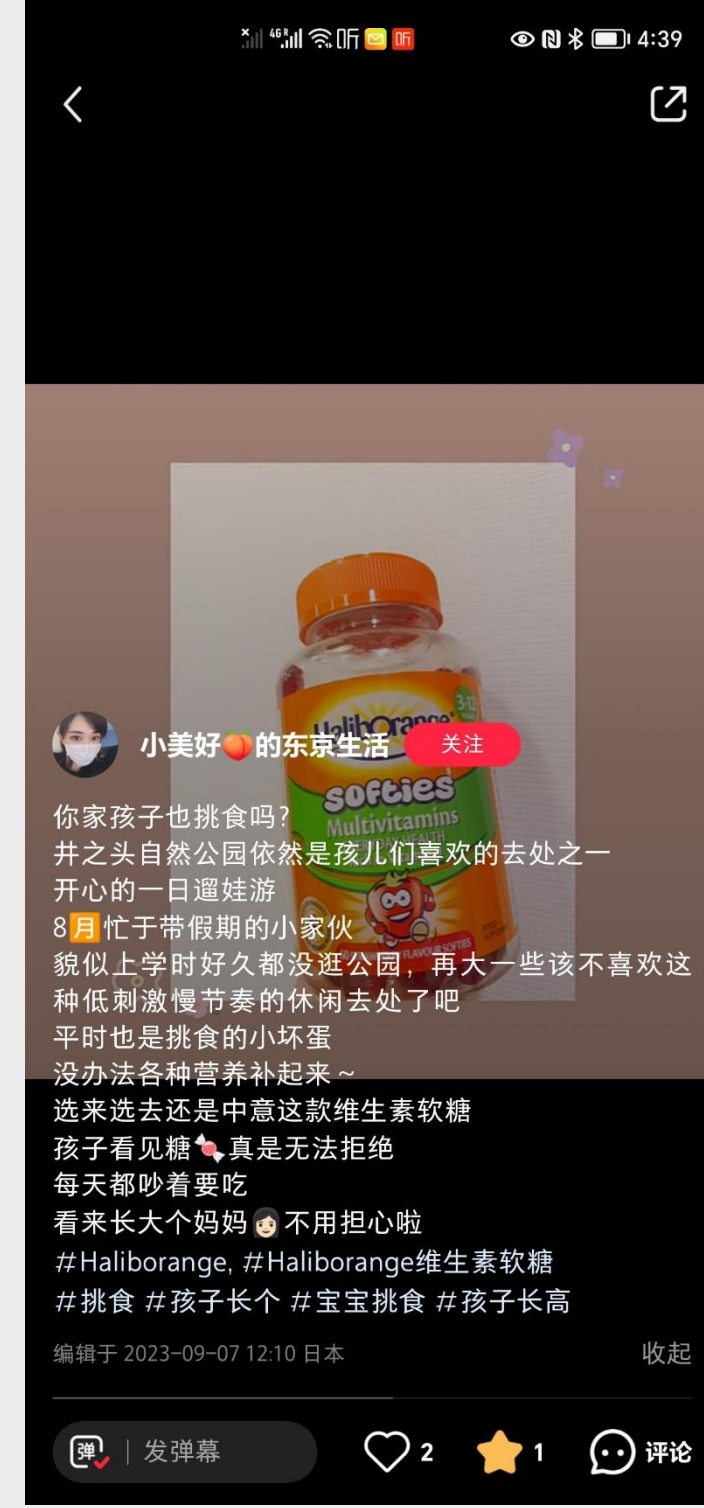 4:39
Haliborange
3-12
softies
Multivitamins
小美好🍑的东京生活
关注
你家孩子也挑食吗?
井之头自然公园依然是孩儿们喜欢的去处之一
开心的一日遛娃游
8🈷️忙于带假期的小家伙
貌似上学时好久都没逛公园，再大一些该不喜欢这
种低刺激慢节奏的休闲去处了吧
平时也是挑食的小坏蛋
没办法各种营养补起来～
选来选去还是中意这款维生素软糖
孩子看见糖🍬真是无法拒绝
每天都吵着要吃
看来长大个妈妈👩🏻不用担心啦
#Haliborange, #Haliborange维生素软糖
#挑食 #孩子长个 #宝宝挑食 #孩子长高
编辑于 2023-09-07 12:10 日本
收起
弹
发弹幕
2
1
评论